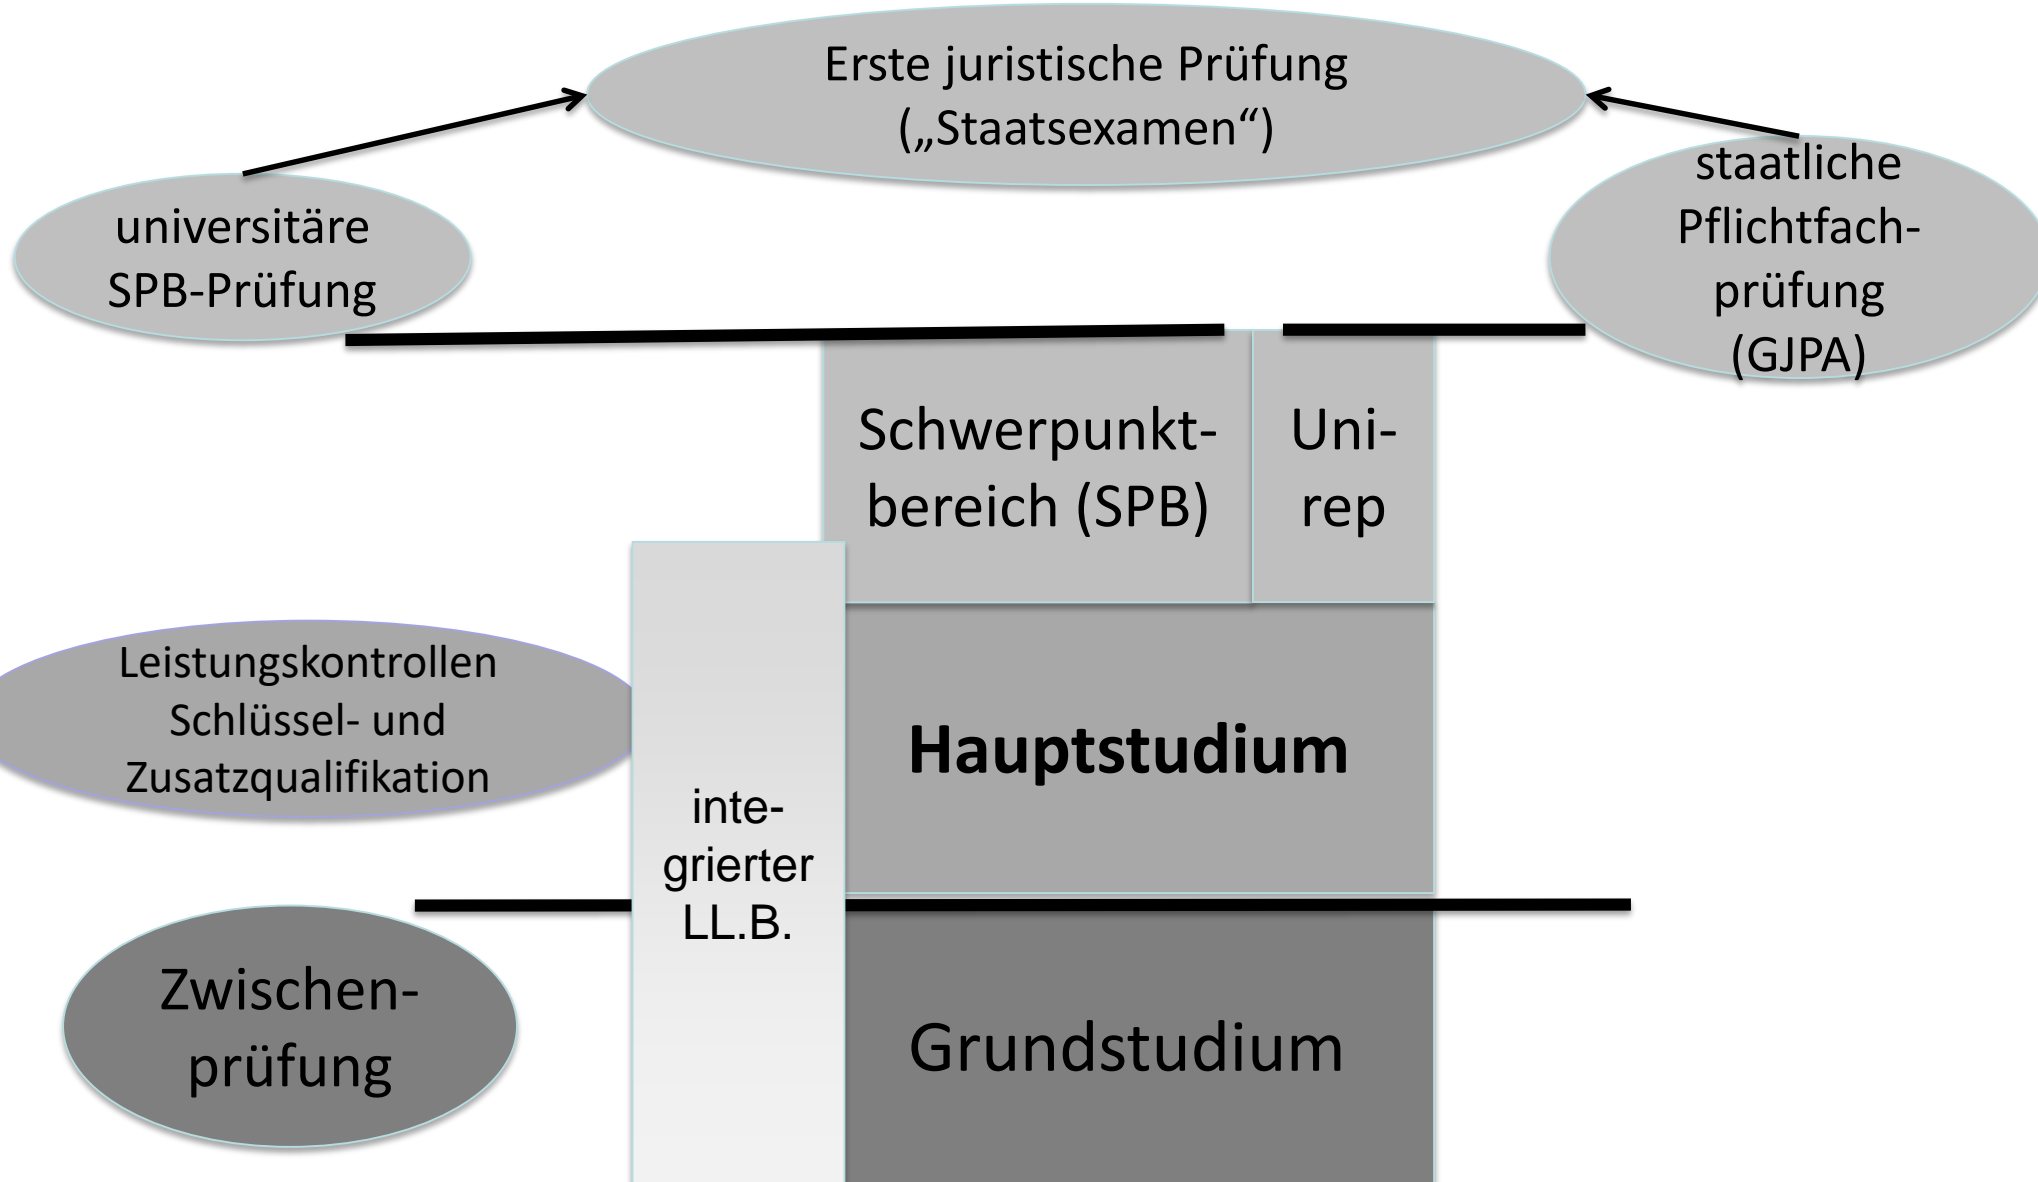 Erste juristische Prüfung
(„Staatsexamen“)
universitäre
SPB-Prüfung
staatliche
Pflichtfach-
prüfung
(GJPA)
Schwerpunkt-
bereich (SPB)
Uni-
rep
Leistungskontrollen
Schlüssel- und
Zusatzqualifikation
Hauptstudium
inte-
grierter
LL.B.
Zwischen-
prüfung
Grundstudium